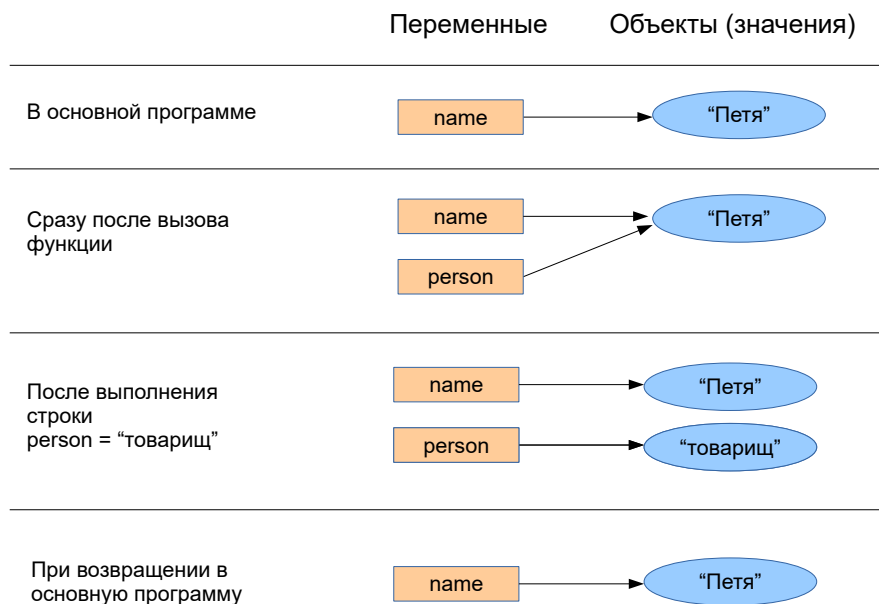 Переменные Объекты (значения)
В основной программе
name
“Петя”
Сразу после вызова
функции
name
“Петя”
person
После выполнения
строки
person = “товарищ”
name
“Петя”
person
“товарищ”
При возвращении в
основную программу
name
“Петя”